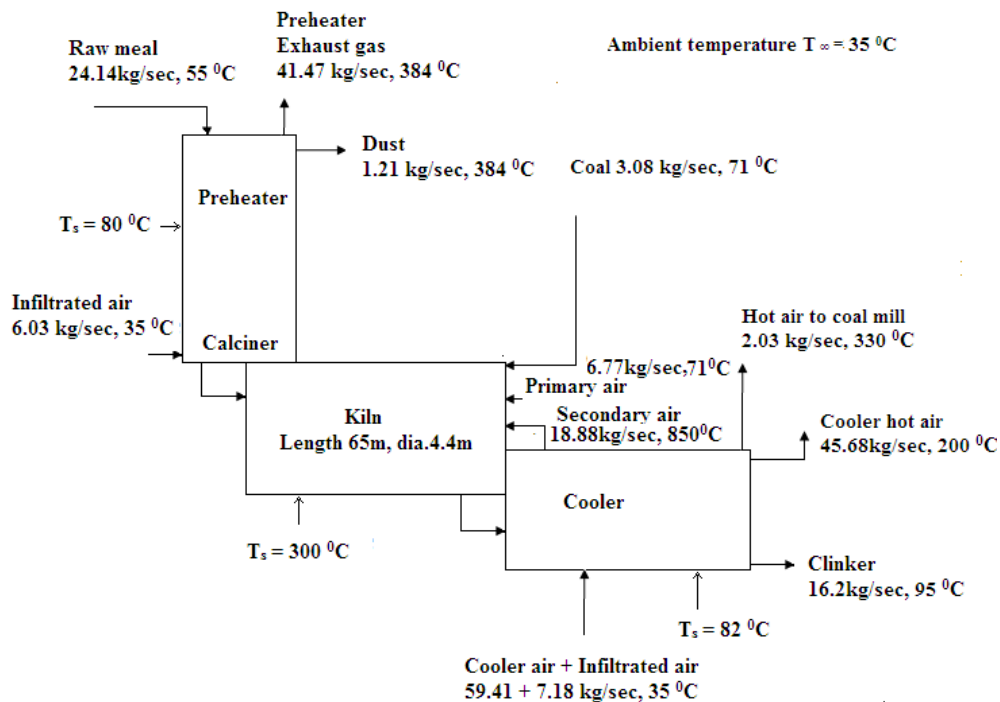 Preheater
Exhaust gas
41.47 kg/sec, 384 ⁰C
Raw meal
24.14kg/sec, 55 ⁰C
Ambient temperature T ∞ = 35 ⁰C
Dust
1.21 kg/sec, 384 ⁰C
Coal 3.08 kg/sec, 71 ⁰C
Preheater
Tₛ = 80 ⁰C
Infiltrated air
6.03 kg/sec, 35 ⁰C
Calciner
Hot air to coal mill
2.03 kg/sec, 330 ⁰C
6.77kg/sec,71⁰C
Primary air
Kiln
Length 65m, dia.4.4m
Secondary air
18.88kg/sec, 850⁰C
Cooler hot air
45.68kg/sec, 200 ⁰C
Cooler
Tₛ = 300 ⁰C
Clinker
16.2kg/sec, 95 ⁰C
Tₛ = 82 ⁰C
Cooler air + Infiltrated air
59.41 + 7.18 kg/sec, 35 ⁰C